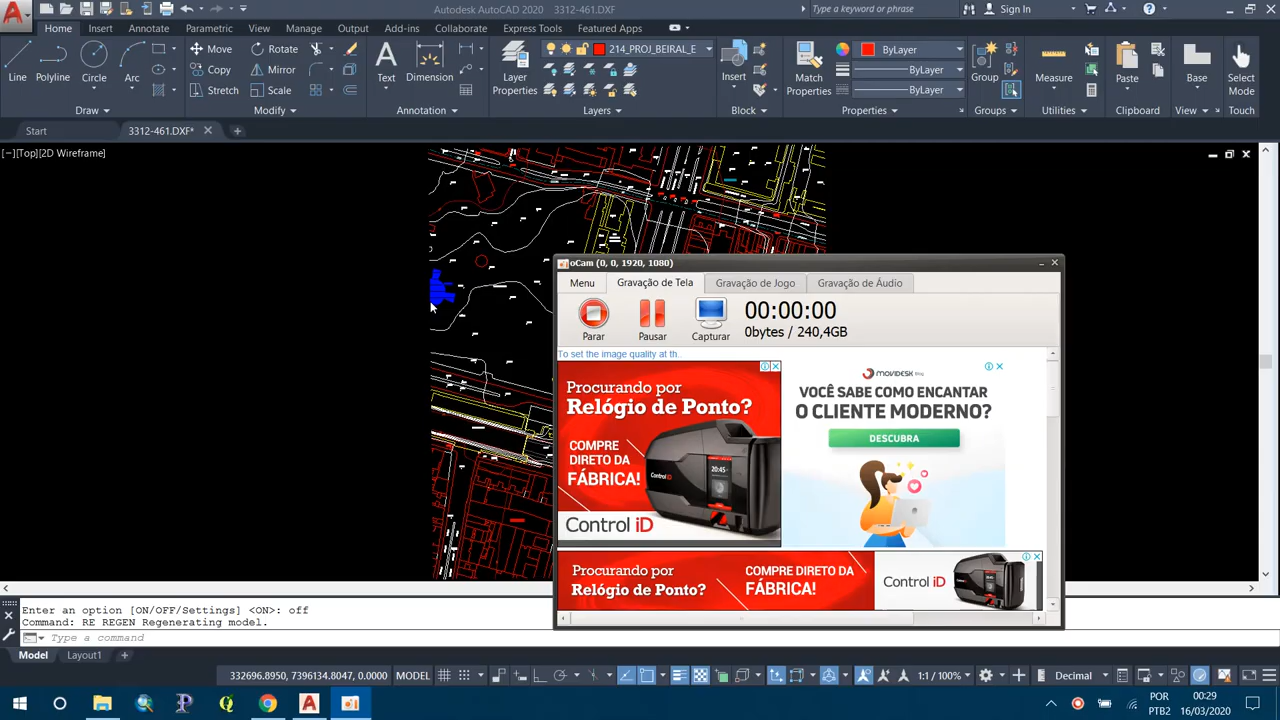 Autodesk AutoCAD 2020 3312-461.DXF
Type a keyword or phrase
Sign In
Home Insert Annotate Parametric View Manage Output Add-ins Collaborate Express Tools Featured Apps
Line
Polyline
Circle
Arc
Draw
Move
Copy
Stretch
Rotate
Mirror
Scale
Modify
Text
Dimension
Annotation
Layer
Properties
214_PROJ_BEIRAL_E
Layers
Insert
Block
Match
Properties
ByLayer
ByLayer
ByLayer
Properties
Group
Groups
Measure
Utilities
Paste
Clipboard
Base
View
Select
Mode
Touch
Start
3312-461.DXF*
[−][Top][2D Wireframe]
oCam (0, 0, 1920, 1080)
Menu Gravação de Tela Gravação de Jogo Gravação de Áudio
Parar
Pausar
Capturar
00:00:00
0bytes / 240,4GB
To set the image quality at th..
Procurando por
Relógio de Ponto?
COMPRE
DIRETO DA
FÁBRICA!
20:45
Control iD
Control iD
MOVIDESK Blog
VOCÊ SABE COMO ENCANTAR
O CLIENTE MODERNO?
DESCUBRA
Procurando por
Relógio de Ponto?
COMPRE DIRETO DA
FÁBRICA!
Control iD
Enter an option [ON/OFF/Settings] <ON>: off
Command: RE REGEN Regenerating model.
Type a command
Model Layout1
332696.8950, 7396134.8047, 0.0000 MODEL
1:1 / 100%
Decimal
POR
PTB2
00:29
16/03/2020